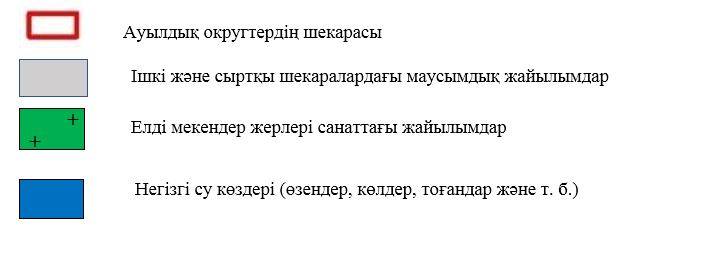 Ауылдық округтердің шекарасы
Ішкі және сыртқы шекаралардағы маусымдық жайылымдар
Елді мекендер жерлері санаттағы жайылымдар
Негізгі су көздері (өзендер, көлдер, тоғандар және т. б.)